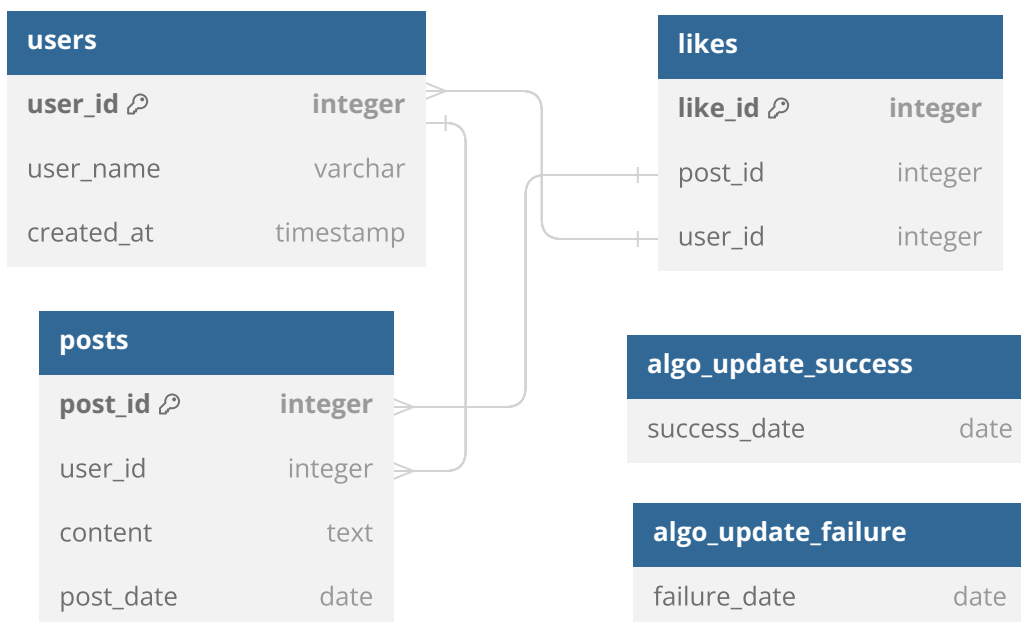 users
user_id integer
user_name varchar
created_at timestamp
likes
like_id integer
post_id integer
user_id integer
posts
post_id integer
user_id integer
content text
post_date date
algo_update_success
success_date date
algo_update_failure
failure_date date